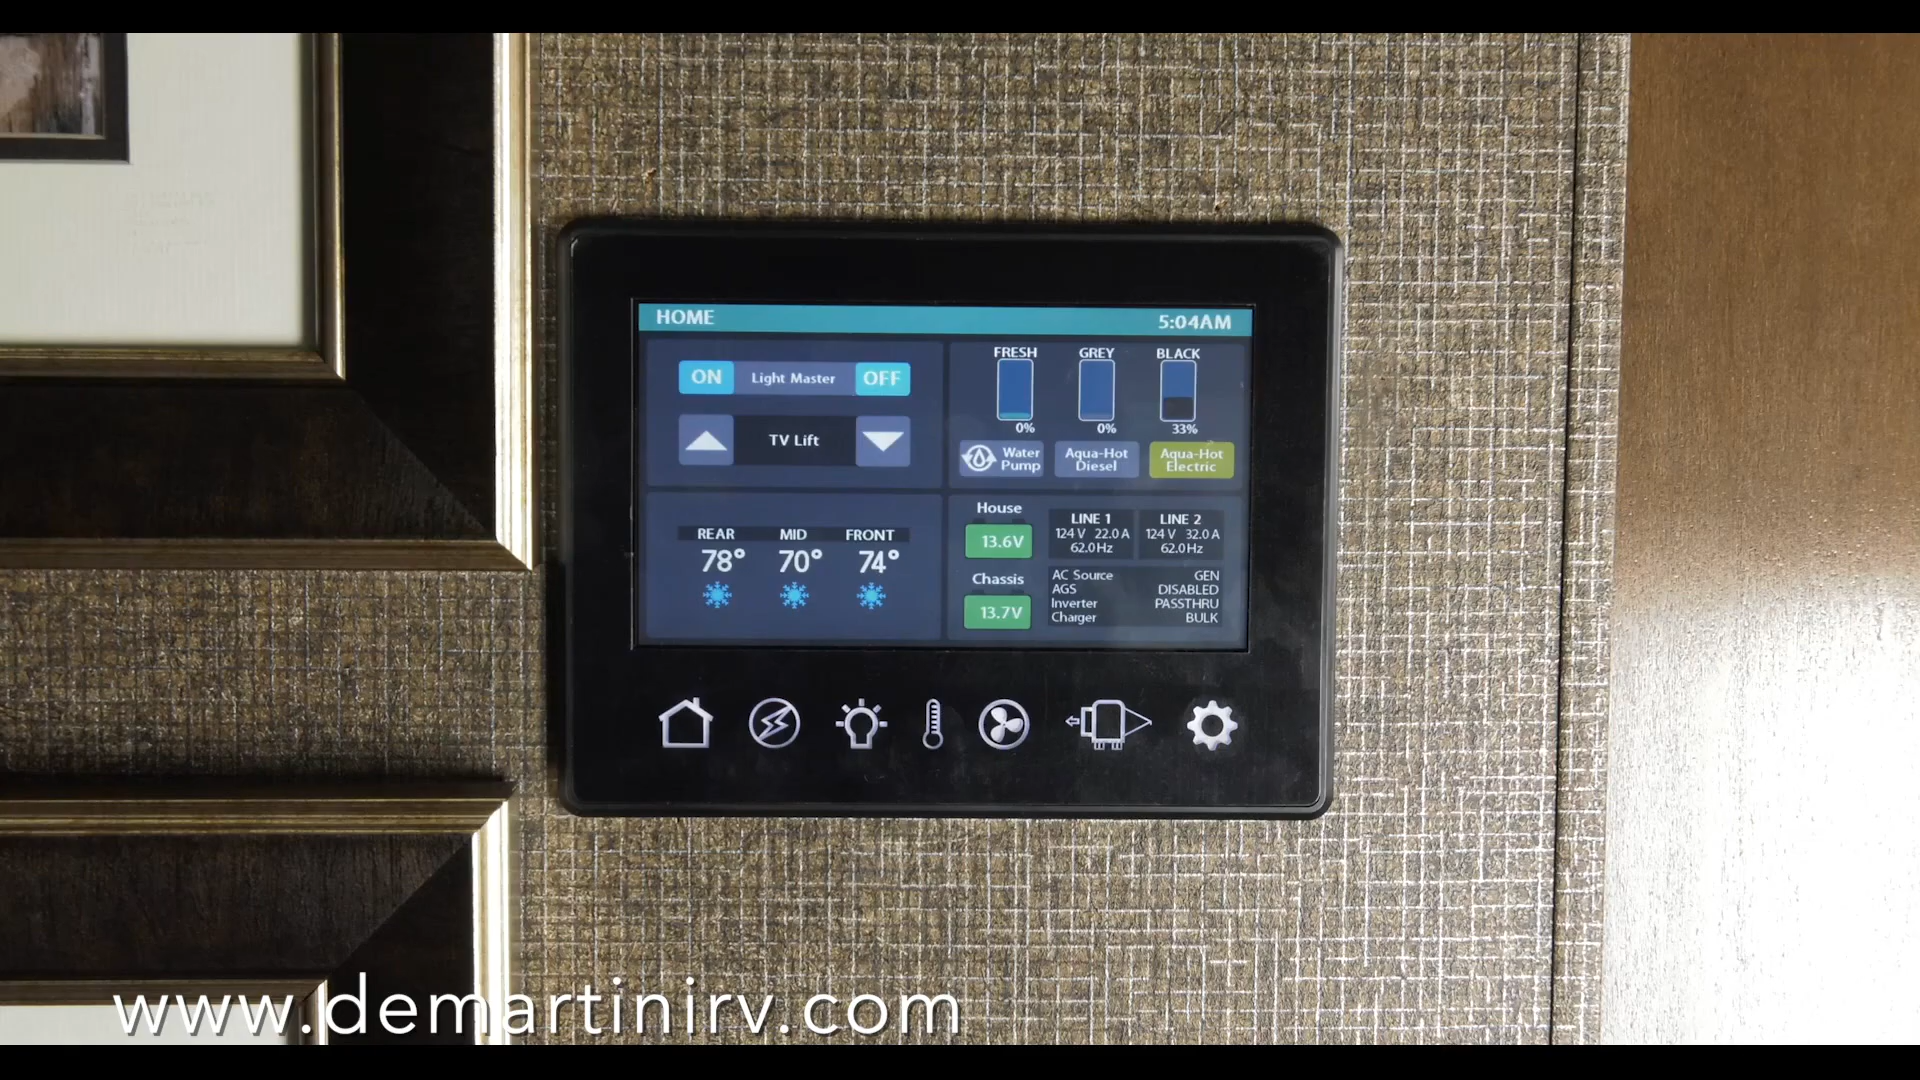 HOME 5:04AM
ON Light Master OFF
TV Lift
FRESH GREY BLACK
0% 0% 33%
Water Pump
Aqua-Hot Diesel
Aqua-Hot Electric
REAR MID FRONT
78° 70° 74°
House
13.6V
Chassis
13.7V
LINE 1
124 V 22.0 A
62.0Hz
LINE 2
124 V 32.0 A
62.0Hz
AC Source GEN
AGS DISABLED
Inverter PASSTHRU
Charger BULK
www.demartinirv.com